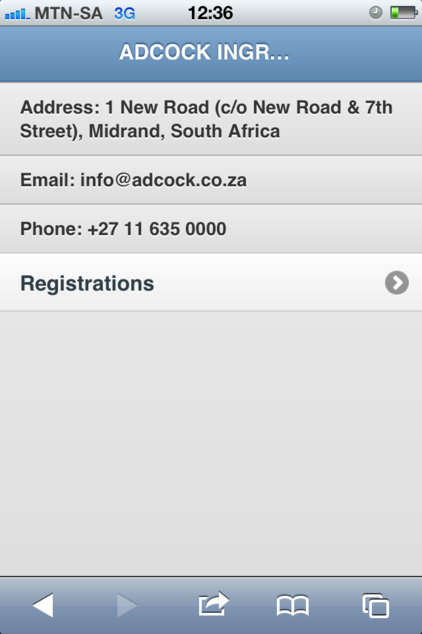 MTN-SA 3G 12:36
ADCOCK INGR...
Address: 1 New Road (c/o New Road & 7th
Street), Midrand, South Africa
Email: info@adcock.co.za
Phone: +27 11 635 0000
Registrations